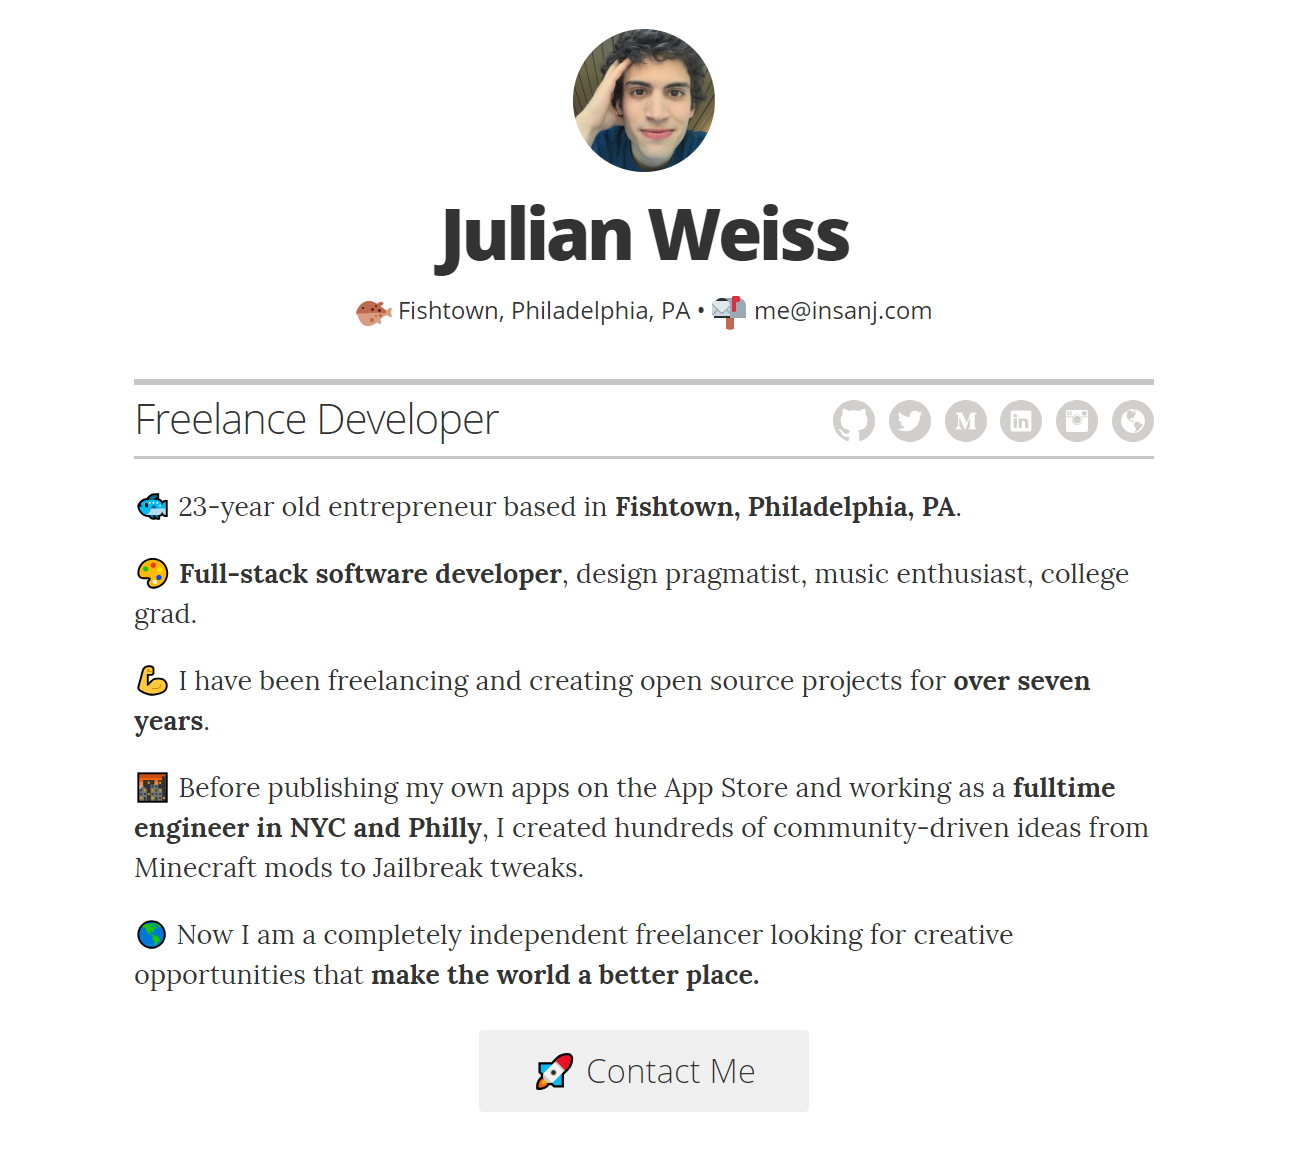 Julian Weiss
Fishtown, Philadelphia, PA • me@insanj.com
Freelance Developer
M in
23-year old entrepreneur based in Fishtown, Philadelphia, PA.
Full-stack software developer, design pragmatist, music enthusiast, college
grad.
I have been freelancing and creating open source projects for over seven
years.
Before publishing my own apps on the App Store and working as a fulltime
engineer in NYC and Philly, I created hundreds of community-driven ideas from
Minecraft mods to Jailbreak tweaks.
Now I am a completely independent freelancer looking for creative
opportunities that make the world a better place.
Contact Me